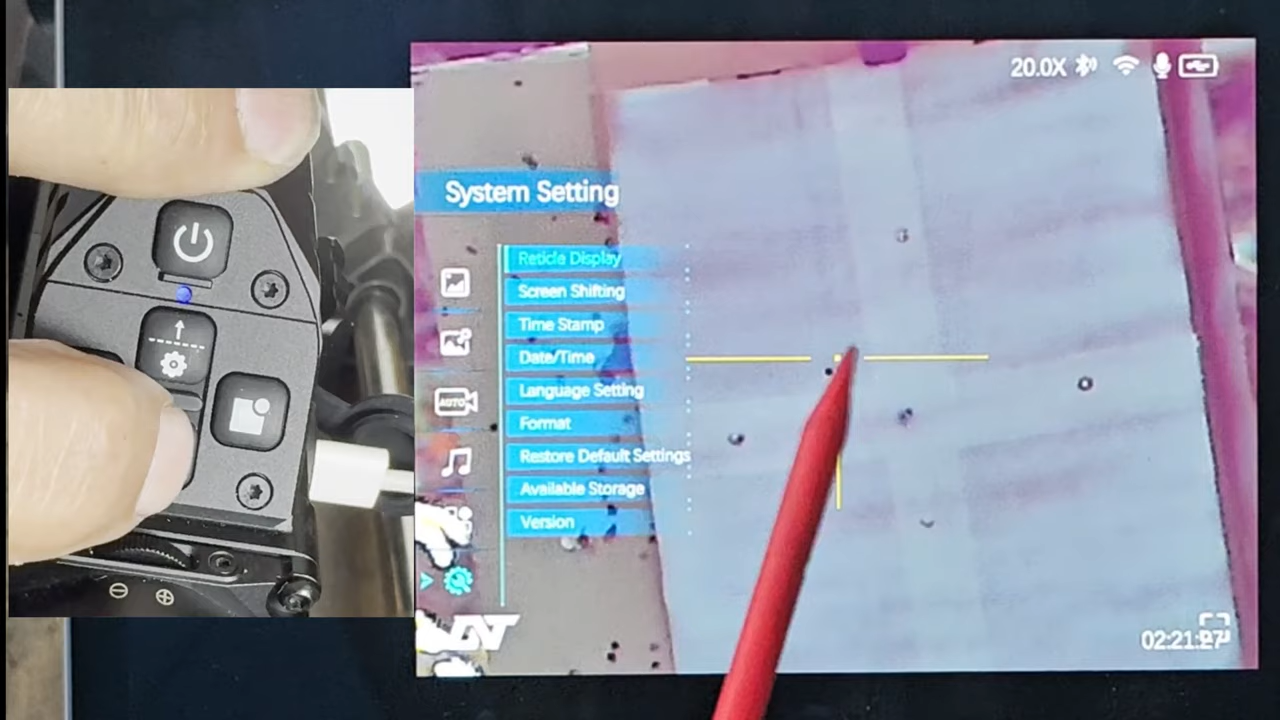 20.0X
System Setting
Reticle Display
Screen Shifting
Time Stamp
Date/Time
AUTO
Language Setting
Format
Restore Default Settings
Available Storage
Version
02:21:27